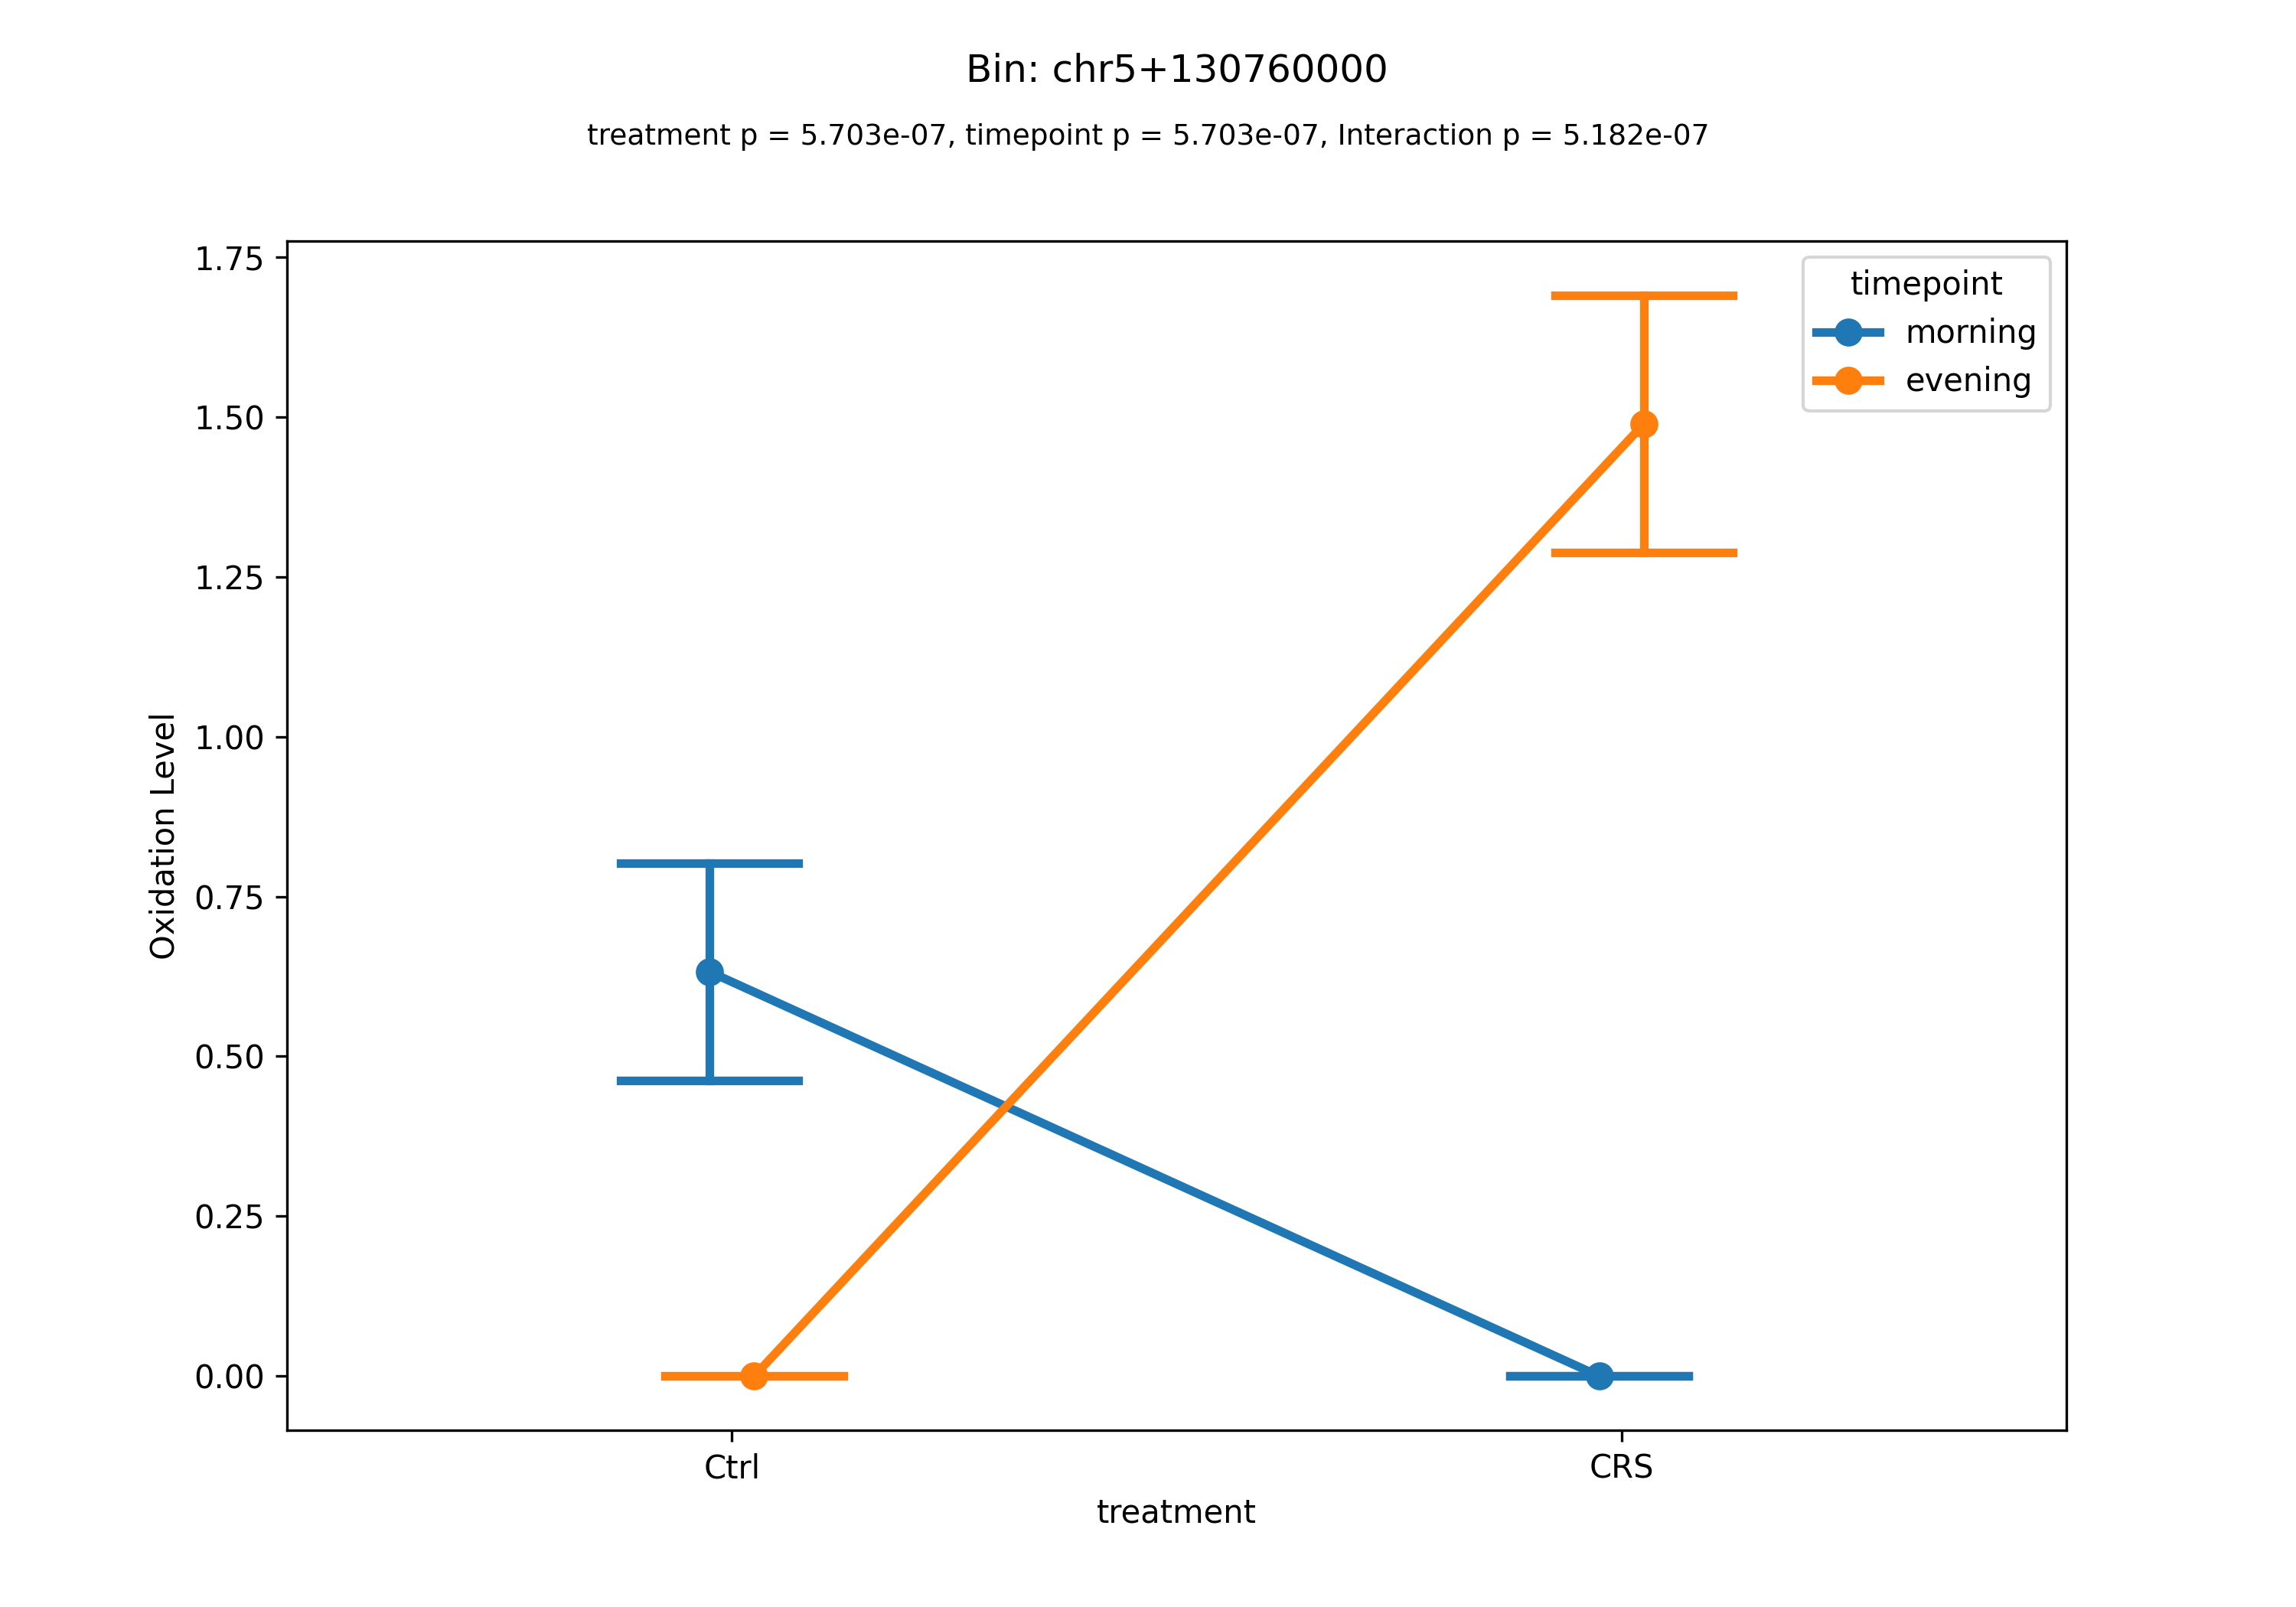 Bin: chr5+130760000
treatment p = 5.703e-07, timepoint p = 5.703e-07, Interaction p = 5.182e-07
timepoint
morning
evening
Oxidation Level
1.75
1.50
1.25
1.00
0.75
0.50
0.25
0.00
Ctrl
CRS
treatment